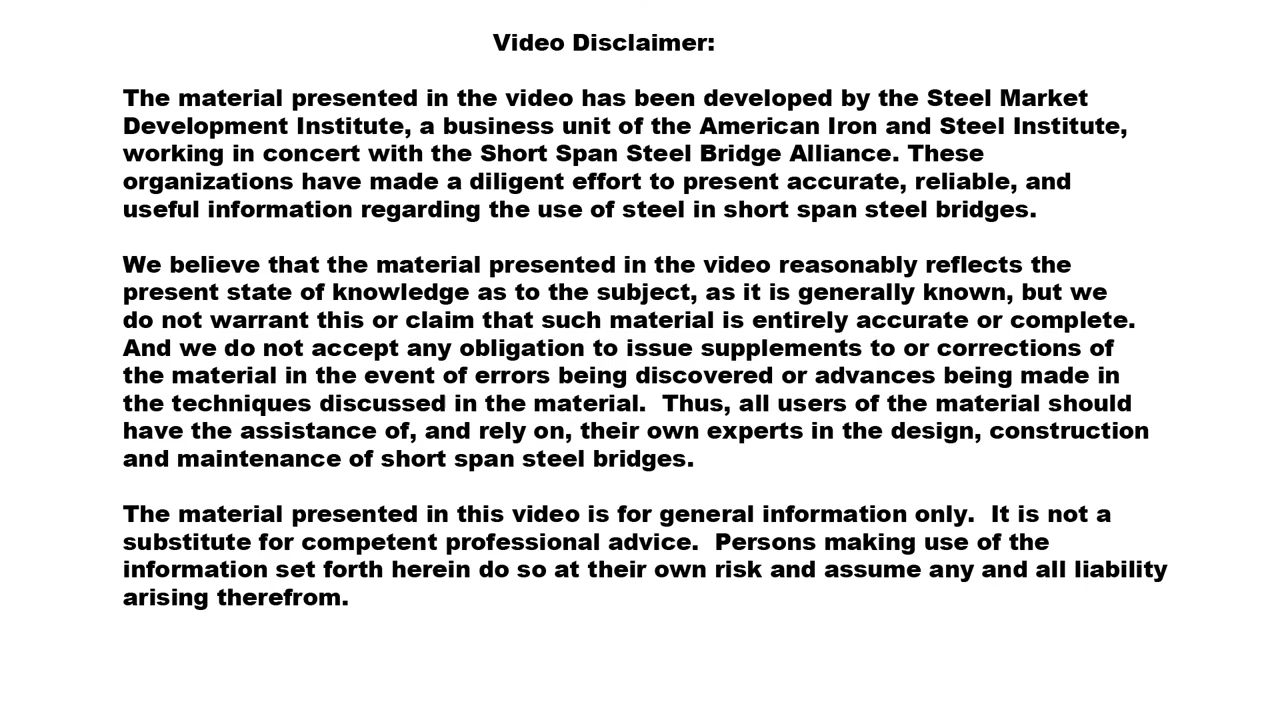 Video Disclaimer:
The material presented in the video has been developed by the Steel Market
Development Institute, a business unit of the American Iron and Steel Institute,
working in concert with the Short Span Steel Bridge Alliance. These
organizations have made a diligent effort to present accurate, reliable, and
useful information regarding the use of steel in short span steel bridges.
We believe that the material presented in the video reasonably reflects the
present state of knowledge as to the subject, as it is generally known, but we
do not warrant this or claim that such material is entirely accurate or complete.
And we do not accept any obligation to issue supplements to or corrections of
the material in the event of errors being discovered or advances being made in
the techniques discussed in the material.  Thus, all users of the material should
have the assistance of, and rely on, their own experts in the design, construction
and maintenance of short span steel bridges.
The material presented in this video is for general information only.  It is not a
substitute for competent professional advice.  Persons making use of the
information set forth herein do so at their own risk and assume any and all liability
arising therefrom.